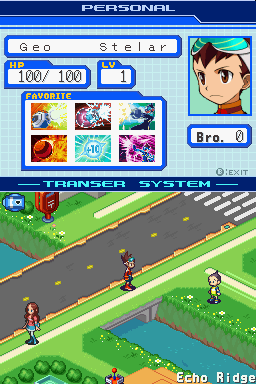 PERSONAL
Geo Stelar
HP
100/ 100
LV
1
FAVORITE
+10
Bro. 0
B:EXIT
TRANSER SYSTEM
Echo Ridge